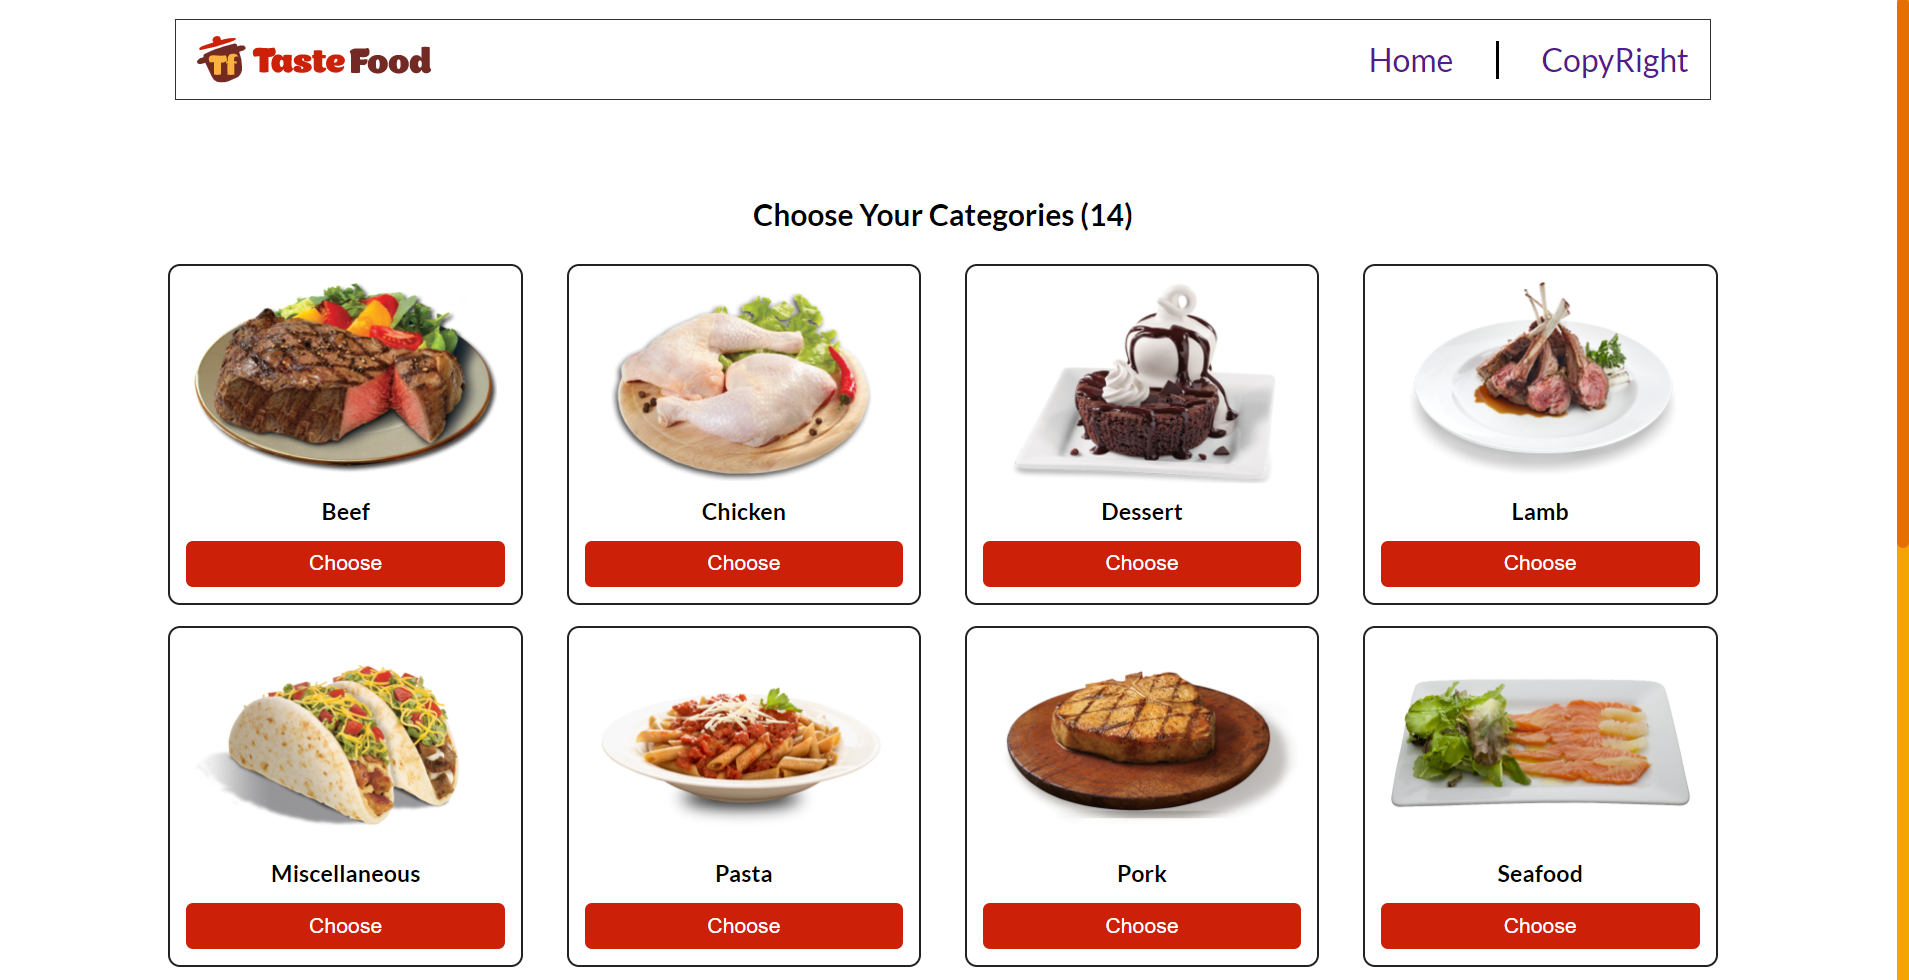 Tf Taste Food
Home
CopyRight
Choose Your Categories (14)
Beef
Choose
Chicken
Choose
Dessert
Choose
Lamb
Choose
Miscellaneous
Choose
Pasta
Choose
Pork
Choose
Seafood
Choose